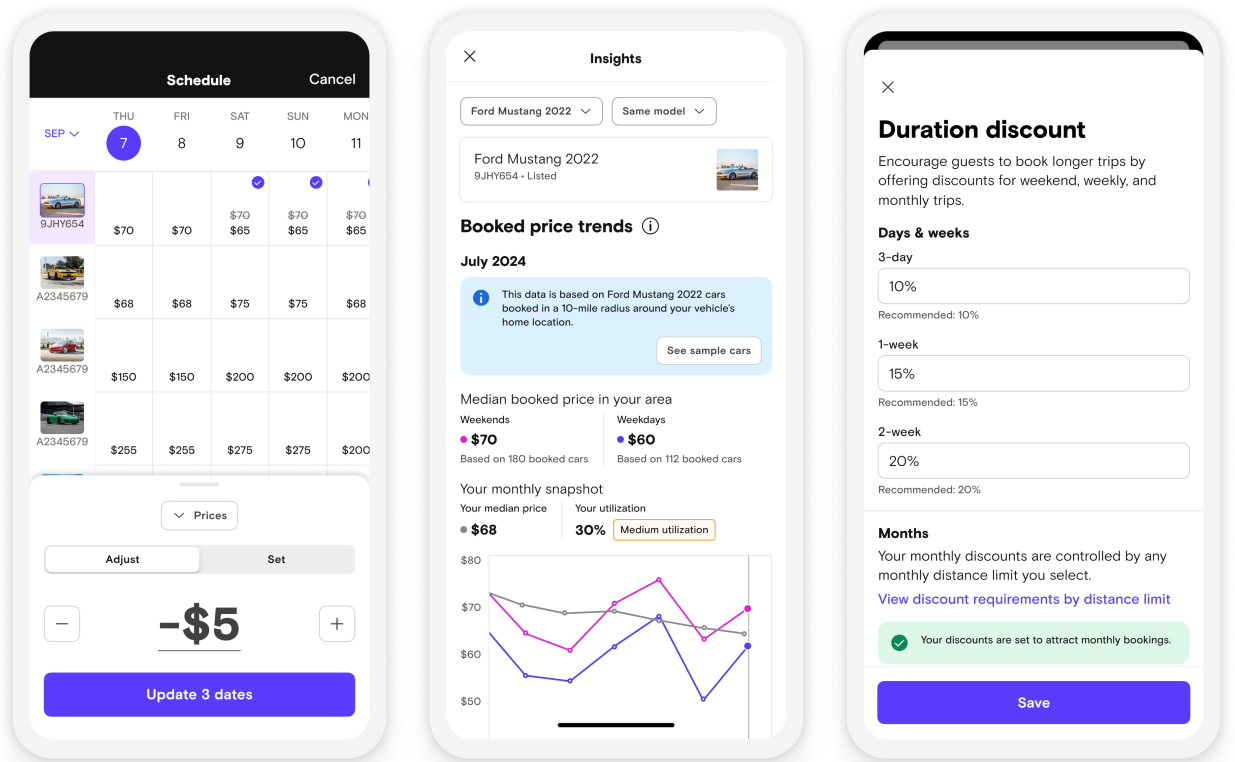 Schedule Cancel
SEP
THU FRI SAT SUN MON
7 8 9 10 11
$70 $70 $70
9JHY654 $70 $70 $65 $65 $65
A2345679 $68 $68 $75 $75 $68
A2345679 $150 $150 $200 $200 $200
A2345679 $255 $255 $275 $275 $200
Prices
Adjust Set
−$5
Update 3 dates
Insights
Ford Mustang 2022 Same model
Ford Mustang 2022
9JHY654 • Listed
Booked price trends
July 2024
This data is based on Ford Mustang 2022 cars
booked in a 10-mile radius around your vehicle's
home location.
See sample cars
Median booked price in your area
Weekends Weekdays
$70 $60
Based on 180 booked cars Based on 112 booked cars
Your monthly snapshot
Your median price Your utilization
$68 30% Medium utilization
$80
$70
$60
$50
Duration discount
Encourage guests to book longer trips by
offering discounts for weekend, weekly, and
monthly trips.
Days & weeks
3-day
10%
Recommended: 10%
1-week
15%
Recommended: 15%
2-week
20%
Recommended: 20%
Months
Your monthly discounts are controlled by any
monthly distance limit you select.
View discount requirements by distance limit
Your discounts are set to attract monthly bookings.
Save